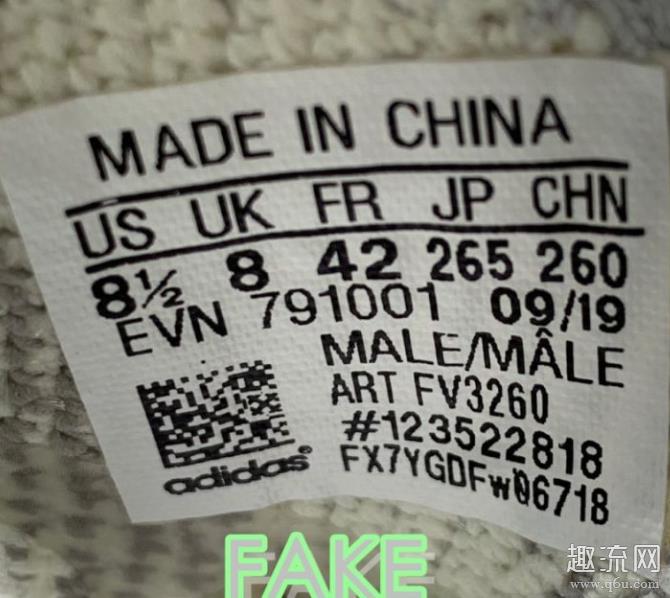 MADE IN CHINA
US UK FR JP CHN
8½ 8 42 265 260
EVN 791001 09/19
MALE/MÂLE
ART FV3260
#123522818
FX7YGDFw06718
adidas
FAKE
趣流网
www.q6u.com